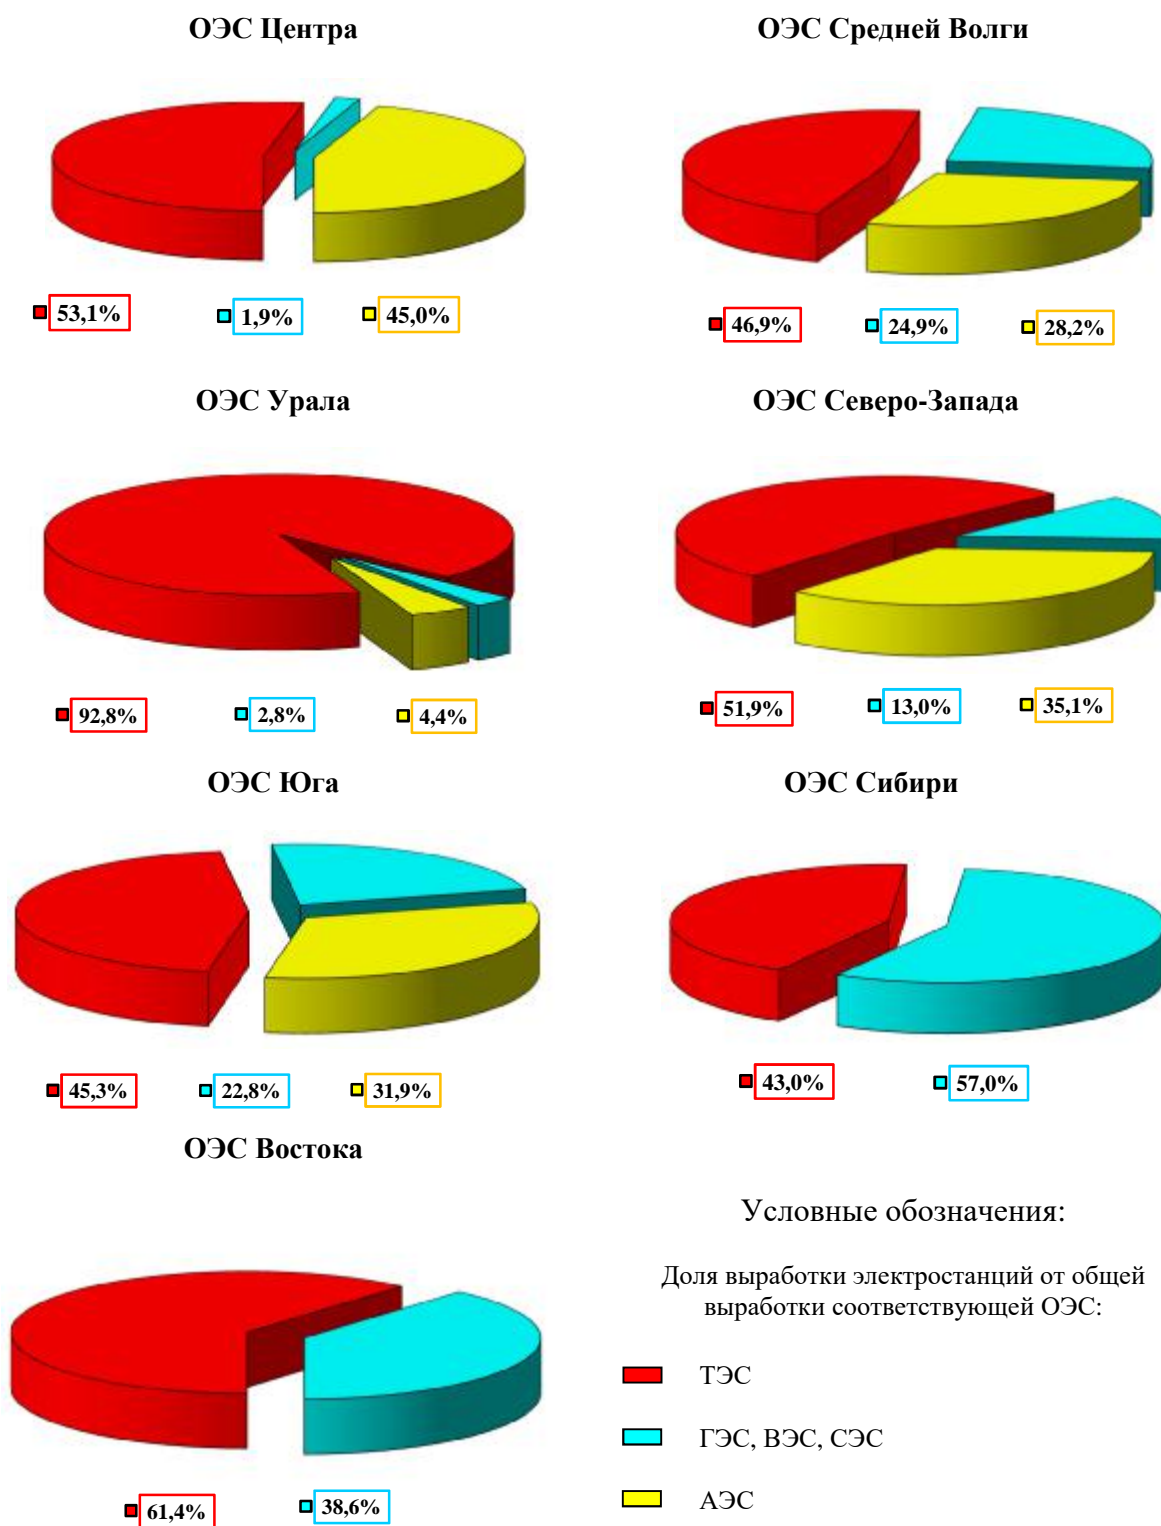 ОЭС Центра
ОЭС Средней Волги
53,1%
1,9%
45,0%
46,9%
24,9%
28,2%
ОЭС Урала
ОЭС Северо-Запада
92,8%
2,8%
4,4%
51,9%
13,0%
35,1%
ОЭС Юга
ОЭС Сибири
45,3%
22,8%
31,9%
43,0%
57,0%
ОЭС Востока
61,4%
38,6%
Условные обозначения:
Доля выработки электростанций от общей
выработки соответствующей ОЭС:
ТЭС
ГЭС, ВЭС, СЭС
АЭС